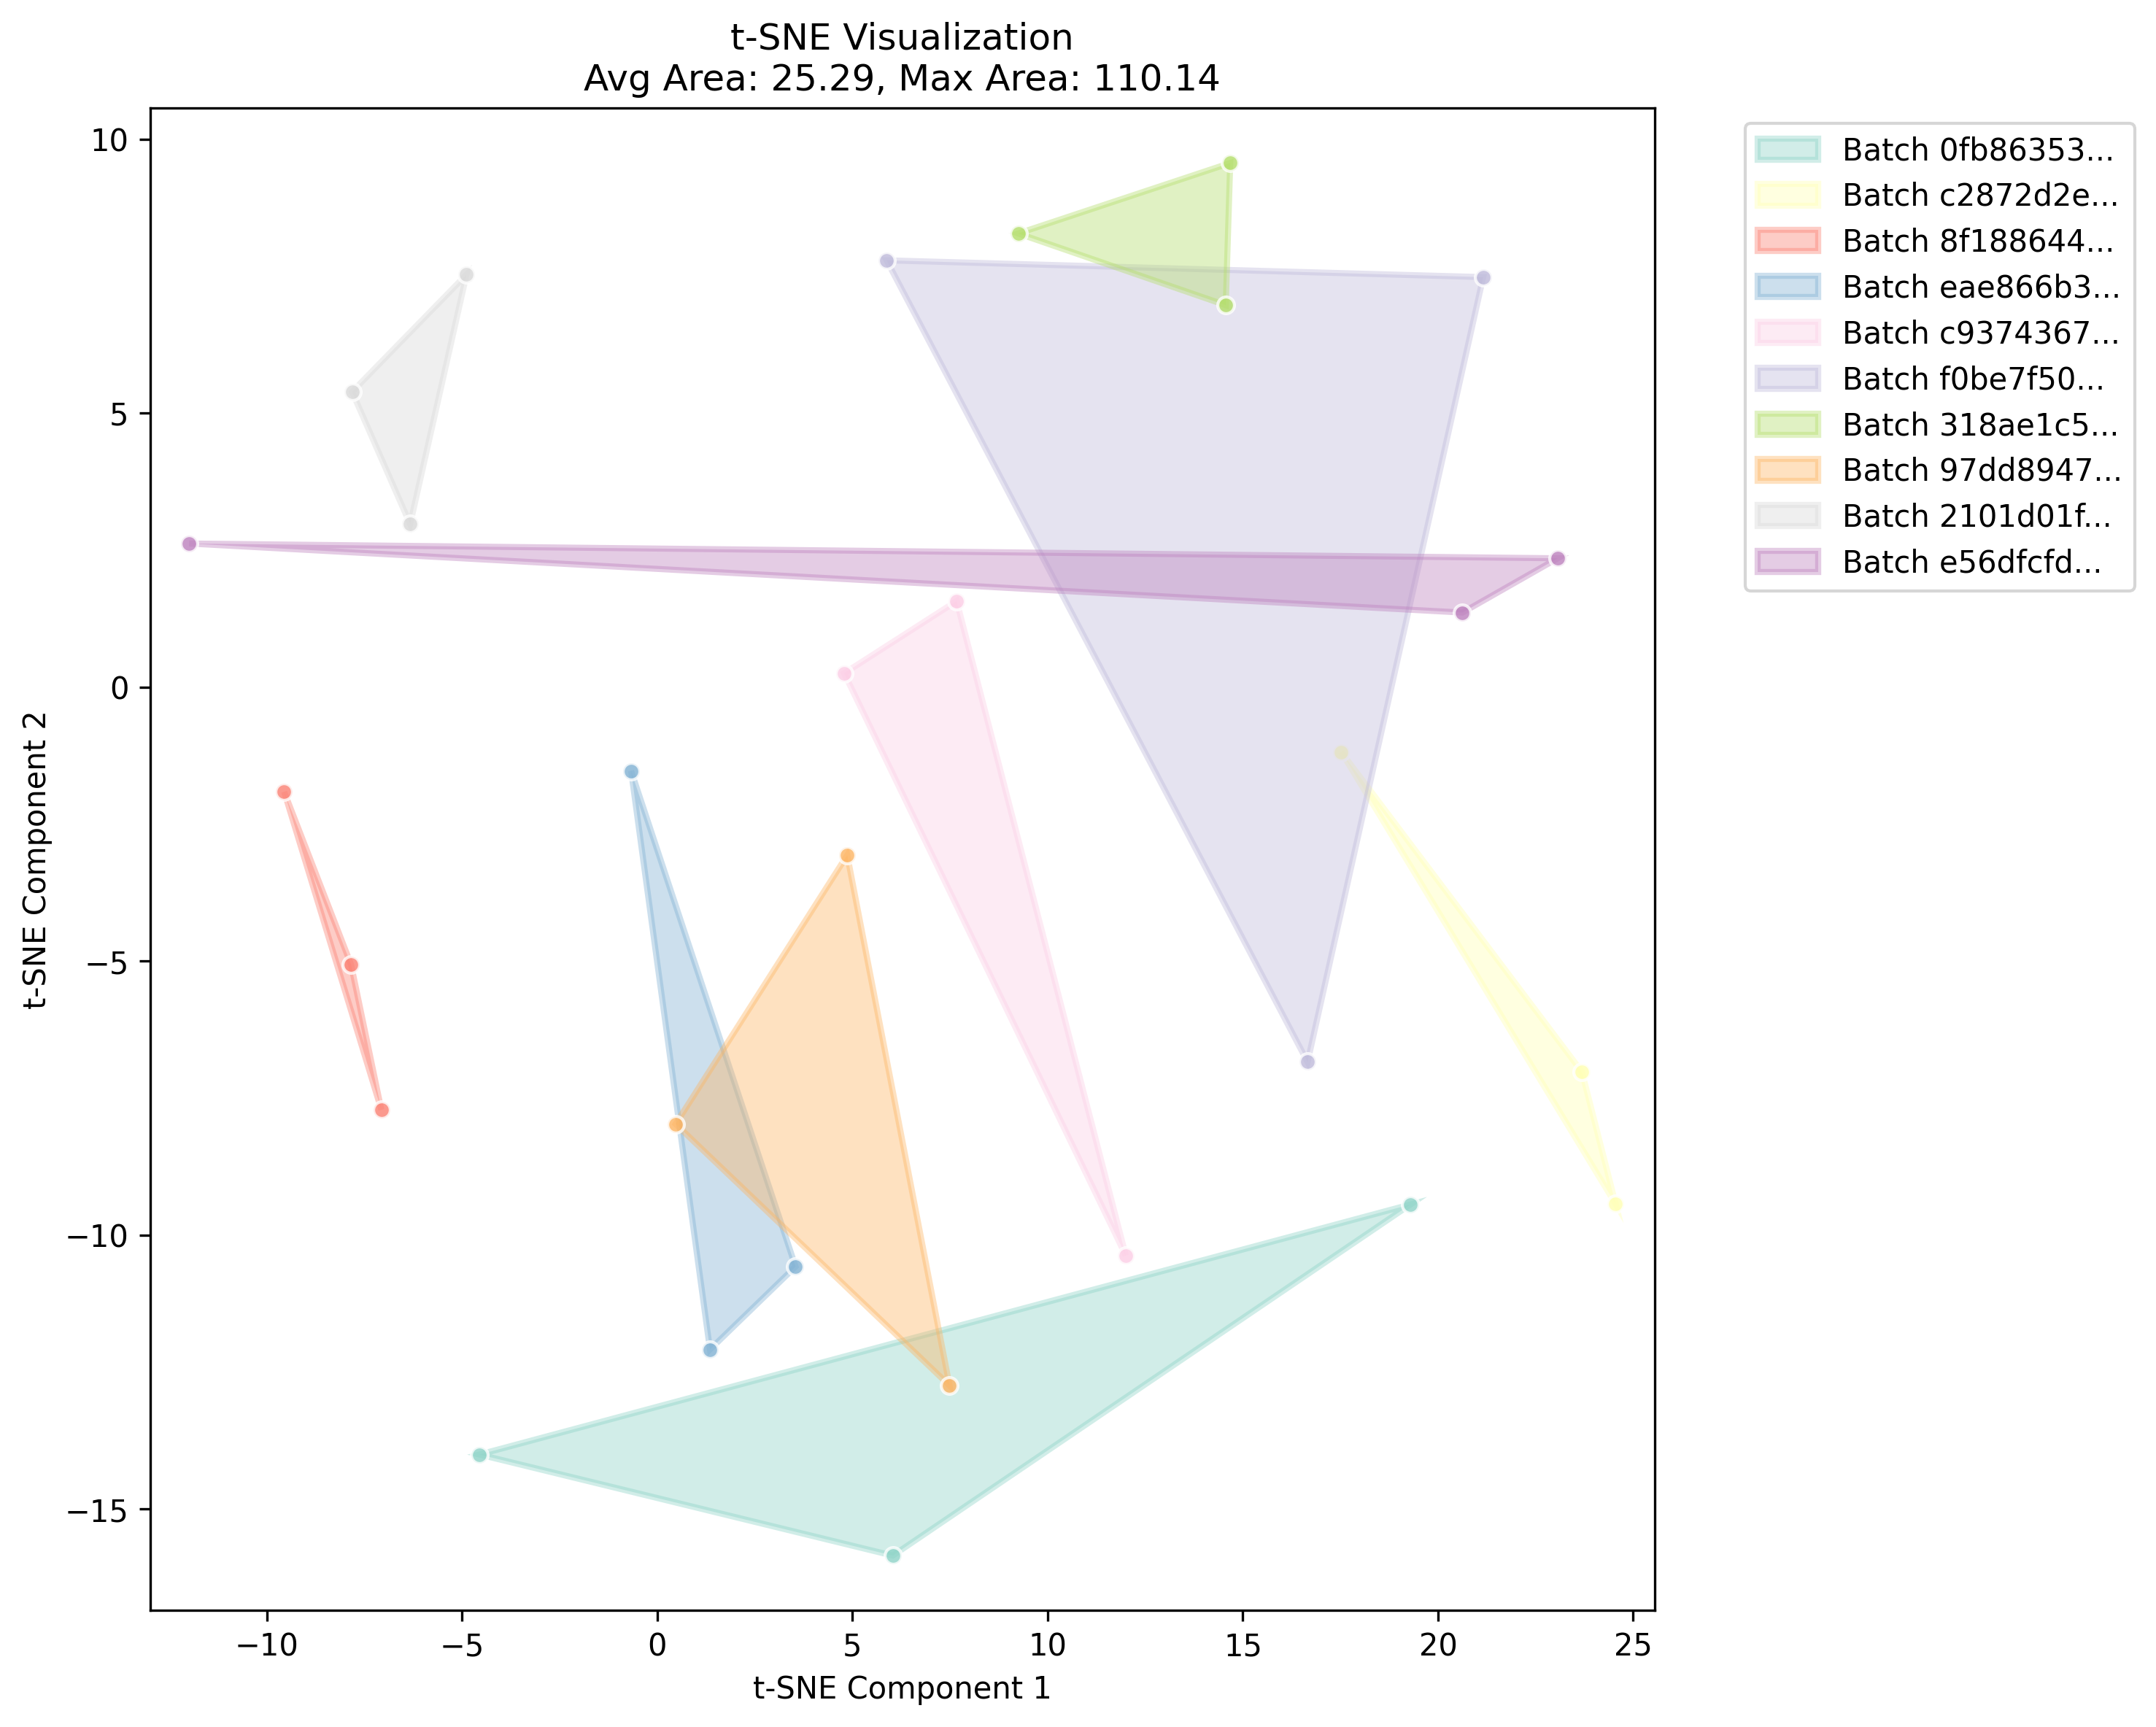 t-SNE Visualization
Avg Area: 25.29, Max Area: 110.14
10
5
0
−5
−10
−15
t-SNE Component 2
−10
−5
0
5
10
15
20
25
t-SNE Component 1
Batch 0fb86353...
Batch c2872d2e...
Batch 8f188644...
Batch eae866b3...
Batch c9374367...
Batch f0be7f50...
Batch 318ae1c5...
Batch 97dd8947...
Batch 2101d01f...
Batch e56dfcfd...